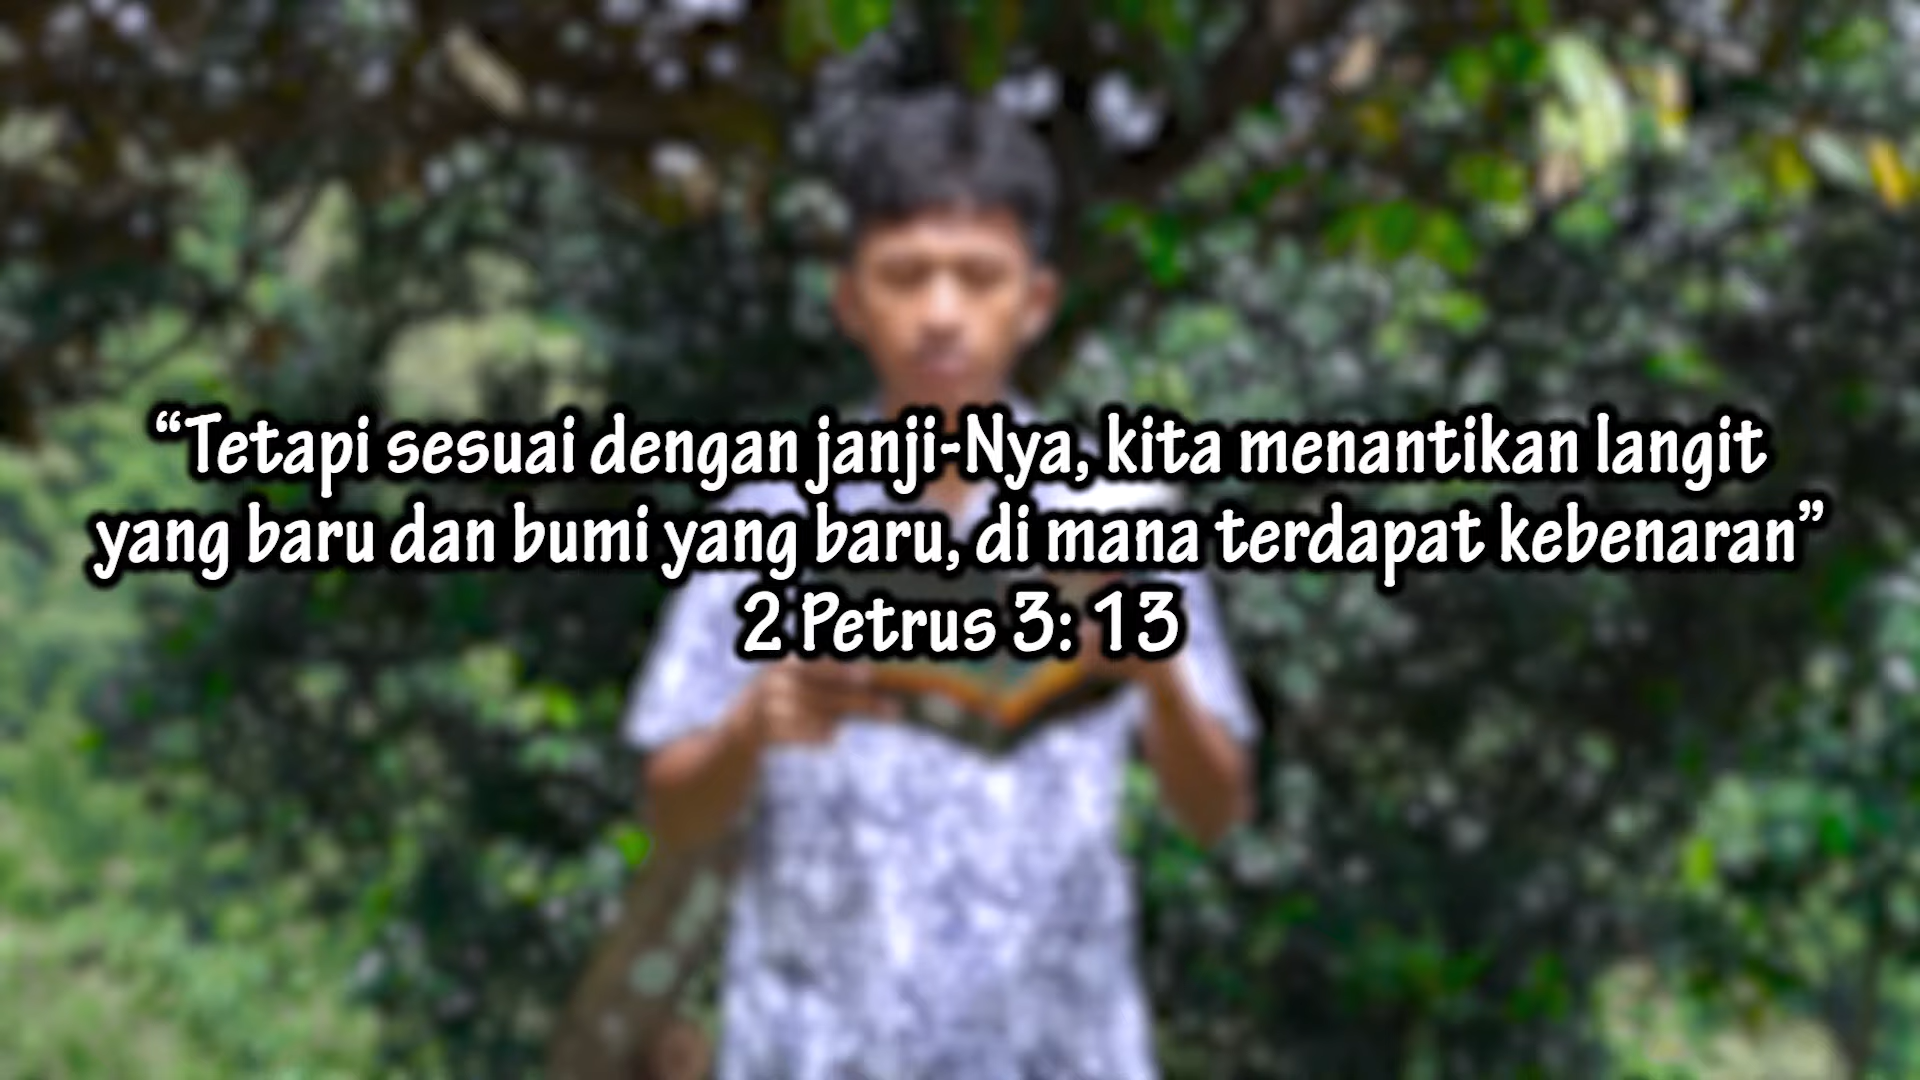 “Tetapi sesuai dengan janji-Nya, kita menantikan langit
yang baru dan bumi yang baru, di mana terdapat kebenaran”
2 Petrus 3: 13